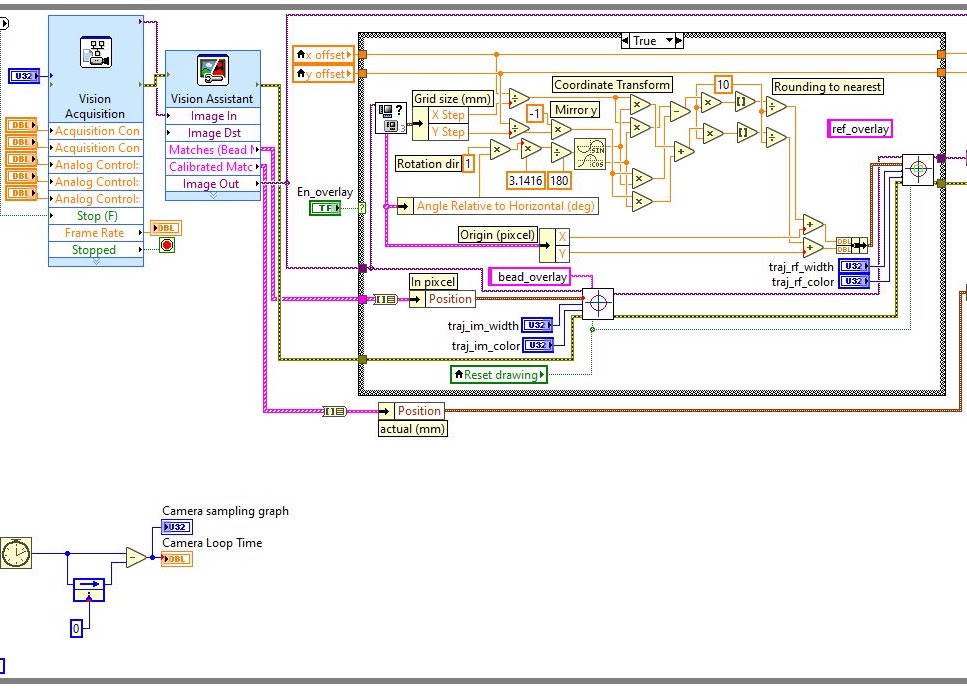 U32
Vision
Acquisition
DBL
Acquisition Con
DBL
Acquisition Con
DBL
Analog Control::
DBL
Analog Control::
DBL
Analog Control::
Stop (F)
Frame Rate
DBL
Stopped
Vision Assistant
Image In
Image Dst
Matches (Bead M
Calibrated Matc
Image Out
x offset
y offset
En_overlay
TF
?
True
Grid size (mm)
X Step
Y Step
-1
Mirror y
Coordinate Transform
10
Rounding to nearest
ref_overlay
Rotation dir
1
3.1416
180
SIN
COS
Angle Relative to Horizontal (deg)
Origin (pixcel)
X
Y
DBL
DBL
traj_rf_width
U32
traj_rf_color
U32
bead_overlay
In pixcel
Position
traj_im_width
U32
traj_im_color
U32
Reset drawing
Position
actual (mm)
Camera sampling graph
U32
Camera Loop Time
DBL
0